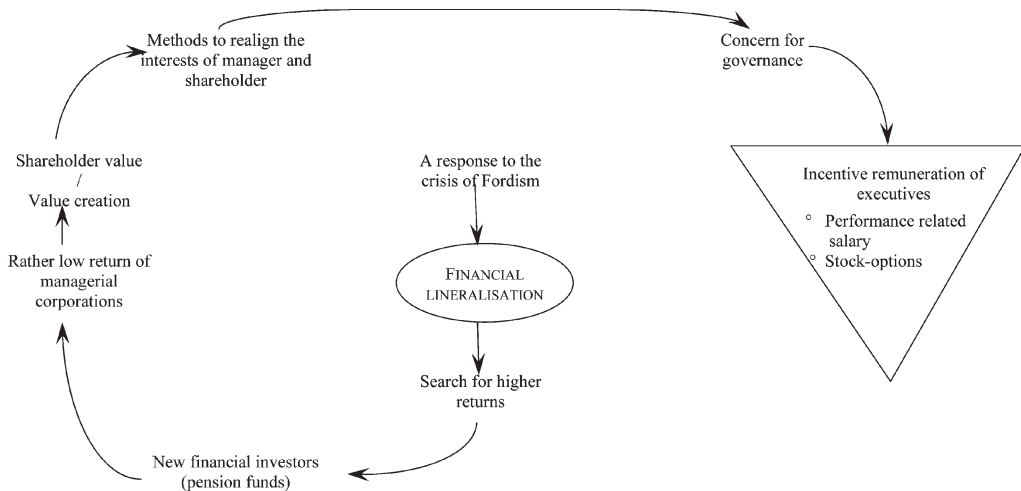 Methods to realign the
interests of manager and
shareholder
Concern for
governance
Shareholder value
/
Value creation
A response to the
crisis of Fordism
Incentive remuneration of
executives
° Performance related
salary
° Stock-options
Rather low return of
managerial
corporations
FINANCIAL
LINERALISATION
Search for higher
returns
New financial investors
(pension funds)